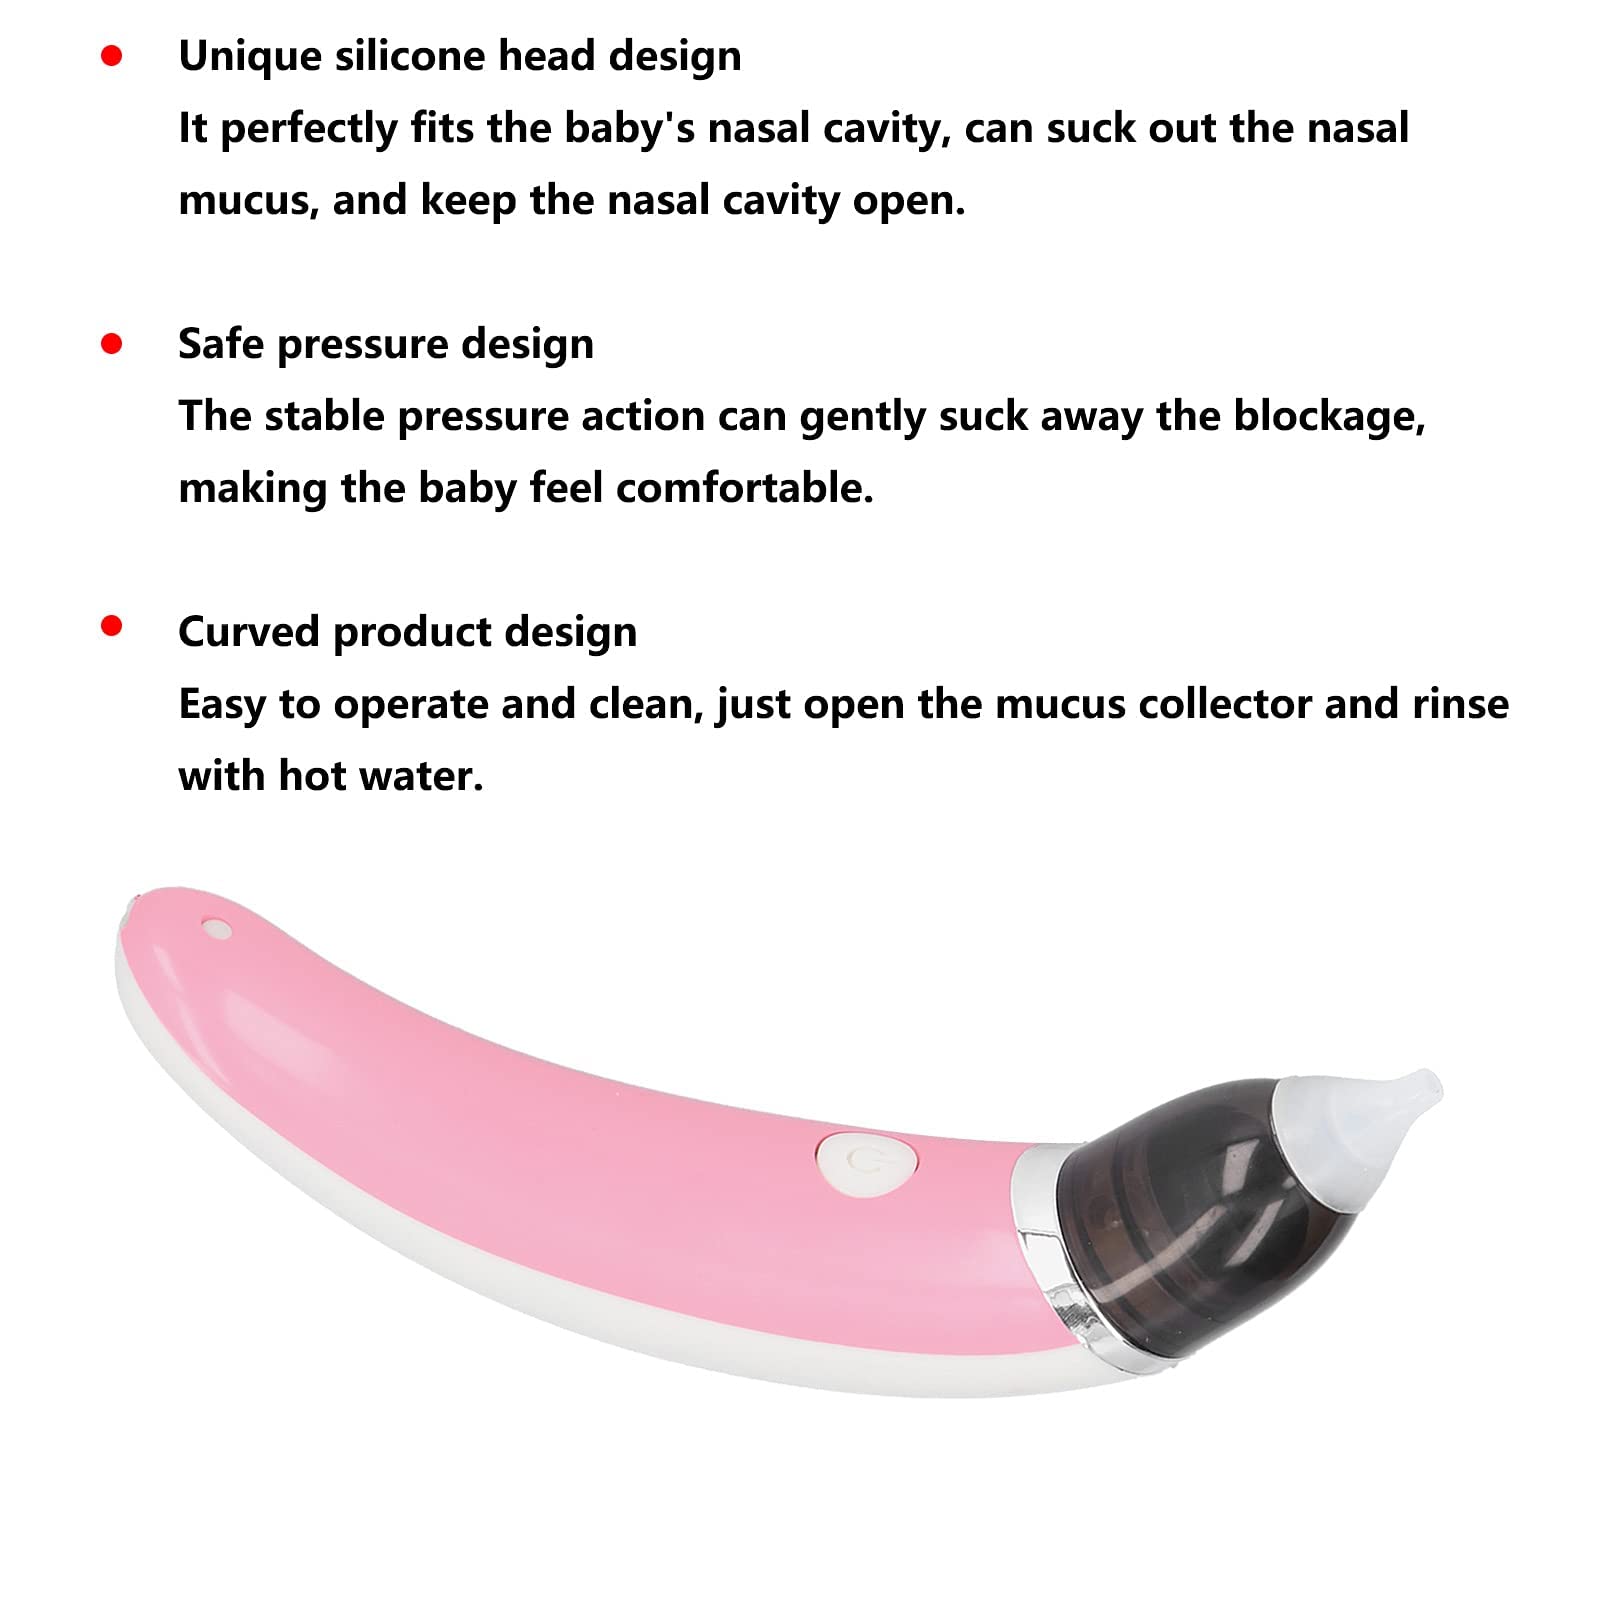 Unique silicone head design
It perfectly fits the baby's nasal cavity, can suck out the nasal
mucus, and keep the nasal cavity open.
Safe pressure design
The stable pressure action can gently suck away the blockage,
making the baby feel comfortable.
Curved product design
Easy to operate and clean, just open the mucus collector and rinse
with hot water.